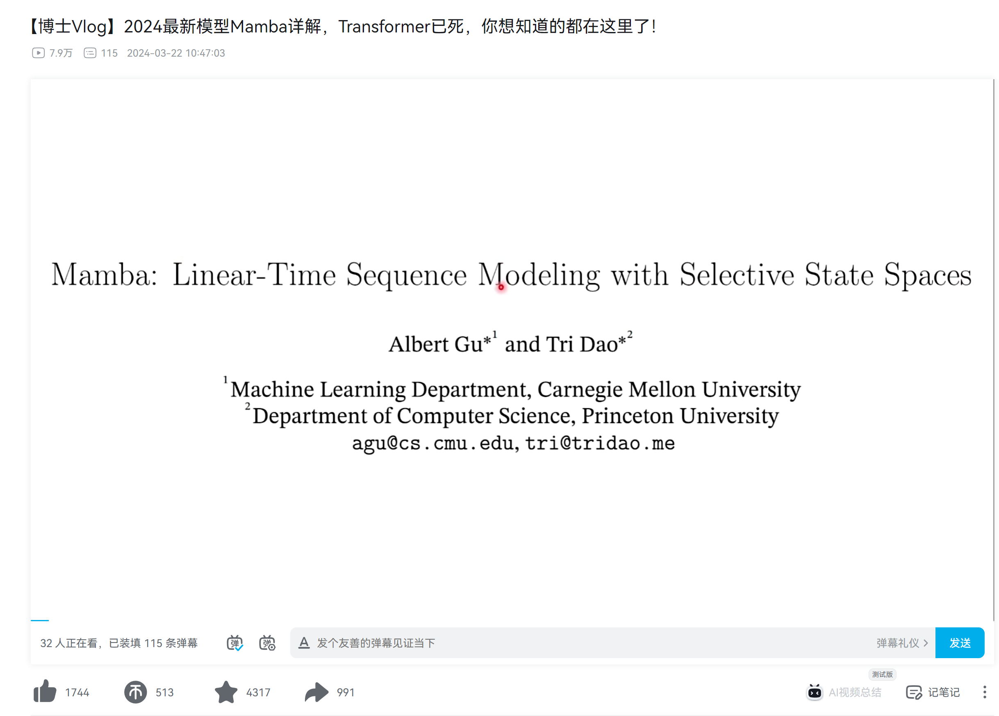 【博士Vlog】2024最新模型Mamba详解，Transformer已死，你想知道的都在这里了！
7.9万 115 2024-03-22 10:47:03
Mamba: Linear-Time Sequence Modeling with Selective State Spaces
Albert Gu*1 and Tri Dao*2
1Machine Learning Department, Carnegie Mellon University
2Department of Computer Science, Princeton University
agu@cs.cmu.edu, tri@tridao.me
32 人正在看，已装填 115 条弹幕 弹 弹 A 发个友善的弹幕见证当下 弹幕礼仪 > 发送
测试版
1744 513 4317 991 AI视频总结 记笔记